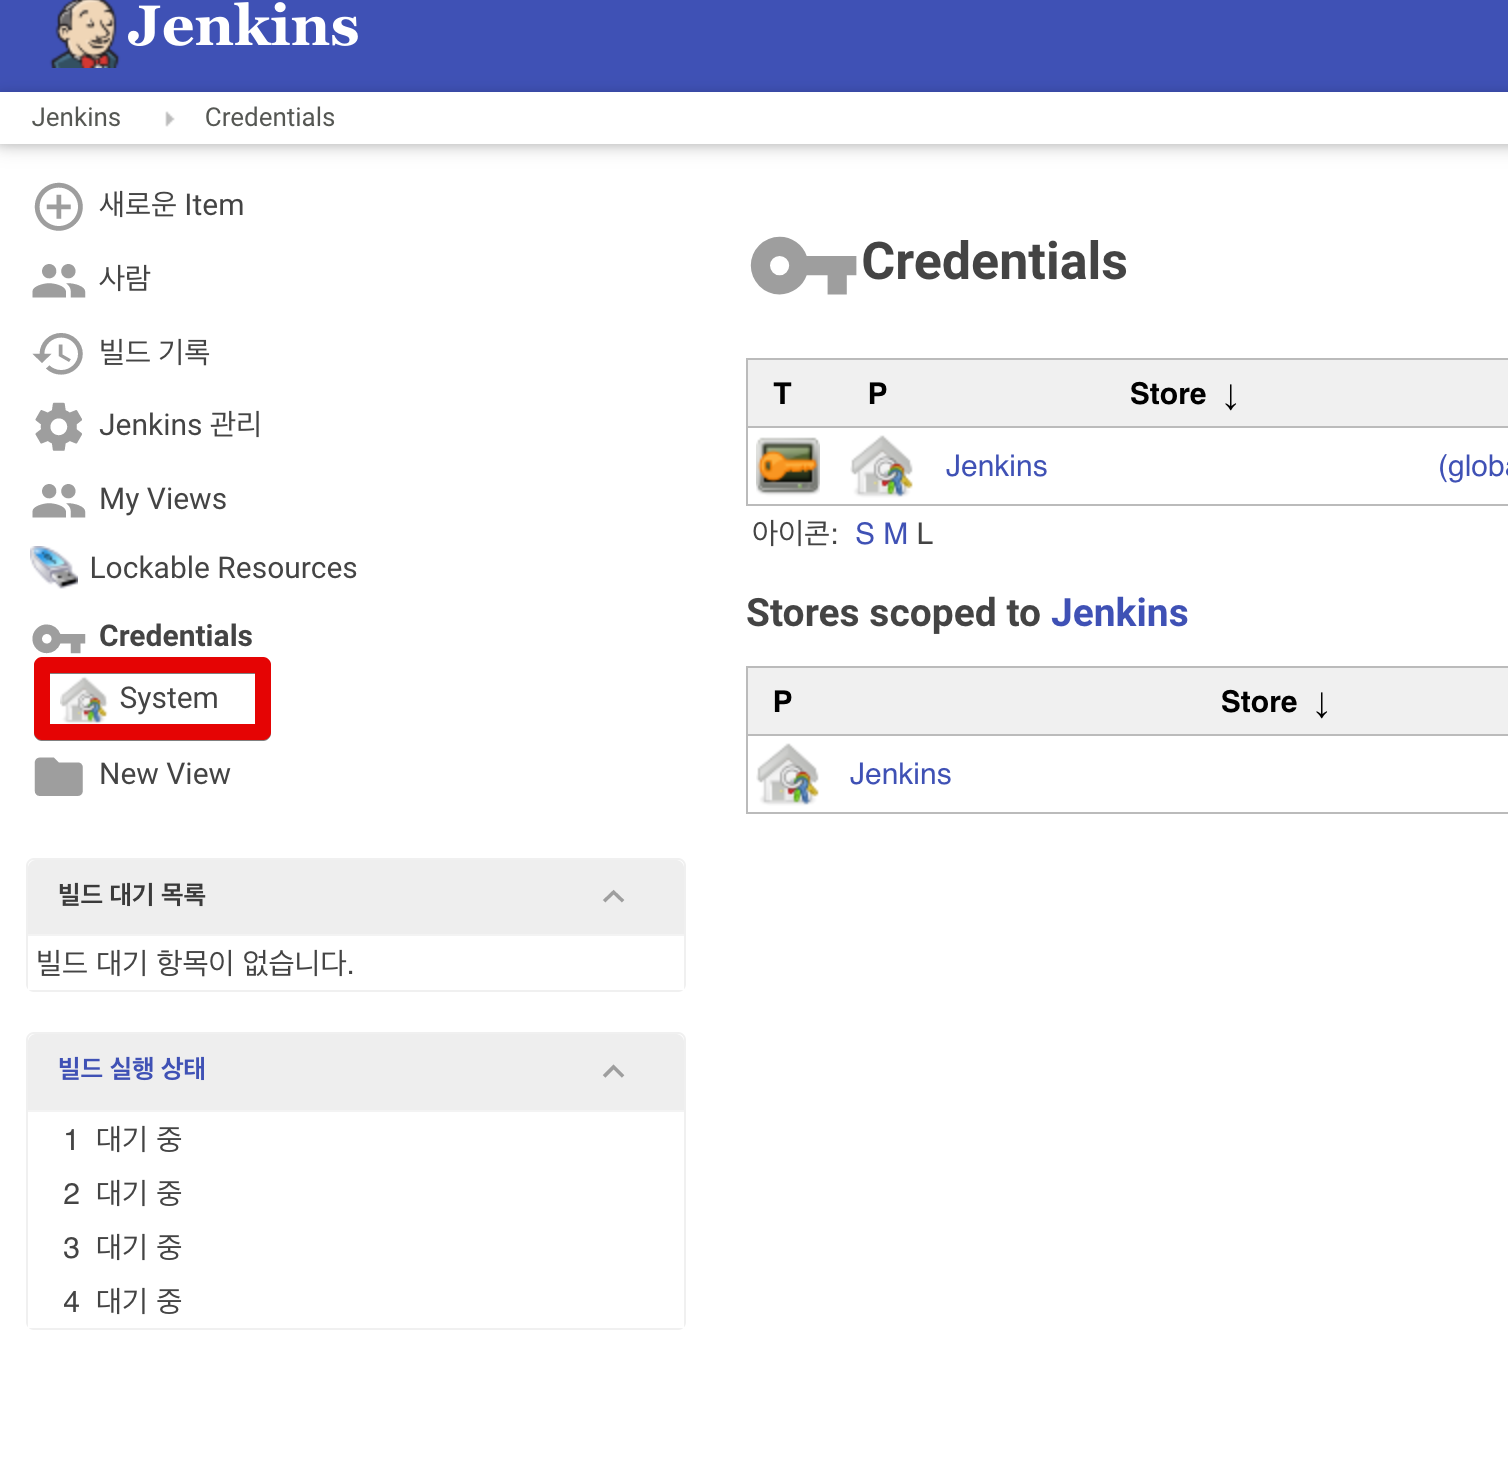 Jenkins
Jenkins Credentials
새로운 Item
사람
빌드 기록
Jenkins 관리
My Views
Lockable Resources
Credentials
System
New View
빌드 대기 목록
빌드 대기 항목이 없습니다.
빌드 실행 상태
1 대기 중
2 대기 중
3 대기 중
4 대기 중
Credentials
T P Store ↓
Jenkins (globa
아이콘: S M L
Stores scoped to Jenkins
P Store ↓
Jenkins